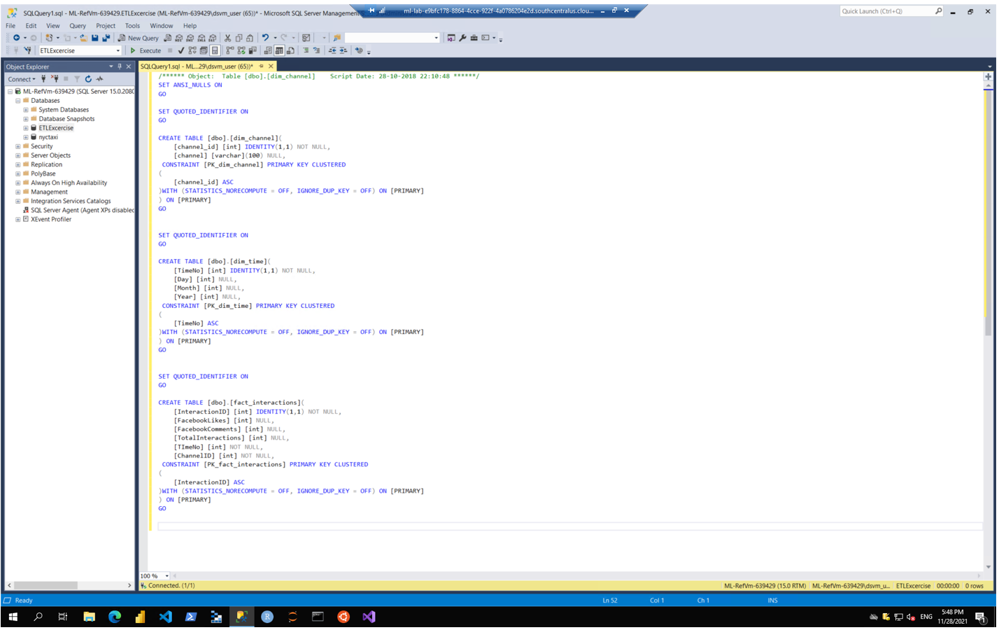 SQLQuery1.sql - ML-RefVm-639429.ETLExcercise (ML-RefVm-639429\dsvm_user (65))* - Microsoft SQL Server Management
ml-lab-e9bfc178-8864-4cce-922f-4a0786204e2d.southcentralus.clou...
Quick Launch (Ctrl+Q)
File Edit View Query Project Tools Window Help
New Query
ETLExcercise
Execute
Object Explorer
SQLQuery1.sql - ML...29\dsvm_user (65))*
Connect
ML-RefVm-639429 (SQL Server 15.0.2080
Databases
System Databases
Database Snapshots
ETLExcercise
nyctaxi
Security
Server Objects
Replication
PolyBase
Always On High Availability
Management
Integration Services Catalogs
SQL Server Agent (Agent XPs disabled
XEvent Profiler
/****** Object:  Table [dbo].[dim_channel]    Script Date: 28-10-2018 22:10:48 ******/
SET ANSI_NULLS ON
GO
SET QUOTED_IDENTIFIER ON
GO
CREATE TABLE [dbo].[dim_channel](
[channel_id] [int] IDENTITY(1,1) NOT NULL,
[channel] [varchar](100) NULL,
CONSTRAINT [PK_dim_channel] PRIMARY KEY CLUSTERED
(
[channel_id] ASC
)WITH (STATISTICS_NORECOMPUTE = OFF, IGNORE_DUP_KEY = OFF) ON [PRIMARY]
) ON [PRIMARY]
GO
SET QUOTED_IDENTIFIER ON
GO
CREATE TABLE [dbo].[dim_time](
[TimeNo] [int] IDENTITY(1,1) NOT NULL,
[Day] [int] NULL,
[Month] [int] NULL,
[Year] [int] NULL,
CONSTRAINT [PK_dim_time] PRIMARY KEY CLUSTERED
(
[TimeNo] ASC
)WITH (STATISTICS_NORECOMPUTE = OFF, IGNORE_DUP_KEY = OFF) ON [PRIMARY]
) ON [PRIMARY]
GO
SET QUOTED_IDENTIFIER ON
GO
CREATE TABLE [dbo].[fact_interactions](
[InteractionID] [int] IDENTITY(1,1) NOT NULL,
[FacebookLikes] [int] NULL,
[FacebookComments] [int] NULL,
[TotalInteractions] [int] NULL,
[TImeNo] [int] NOT NULL,
[ChannelID] [int] NOT NULL,
CONSTRAINT [PK_fact_interactions] PRIMARY KEY CLUSTERED
(
[InteractionID] ASC
)WITH (STATISTICS_NORECOMPUTE = OFF, IGNORE_DUP_KEY = OFF) ON [PRIMARY]
) ON [PRIMARY]
GO
100 %
Connected. (1/1)
ML-RefVm-639429 (15.0 RTM) ML-RefVm-639429\dsvm_u... ETLExcercise 00:00:00 0 rows
Ready Ln 52 Col 1 Ch 1 INS
ENG
5:48 PM
11/28/2021
1